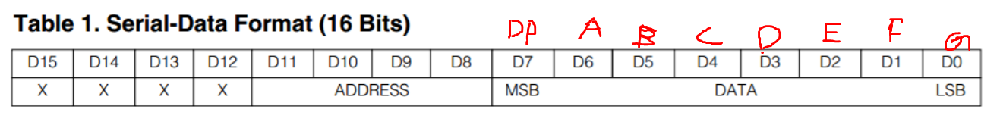 Table 1. Serial-Data Format (16 Bits)
DP A B C D E F G
D15 D14 D13 D12 D11 D10 D9 D8 D7 D6 D5 D4 D3 D2 D1 D0
X X X X ADDRESS MSB DATA LSB